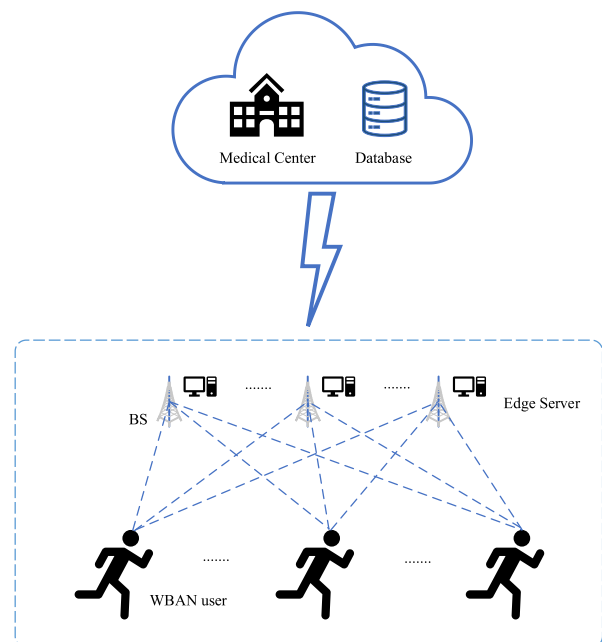 Medical Center
Database
.......
.......
Edge Server
BS
.......
.......
WBAN user